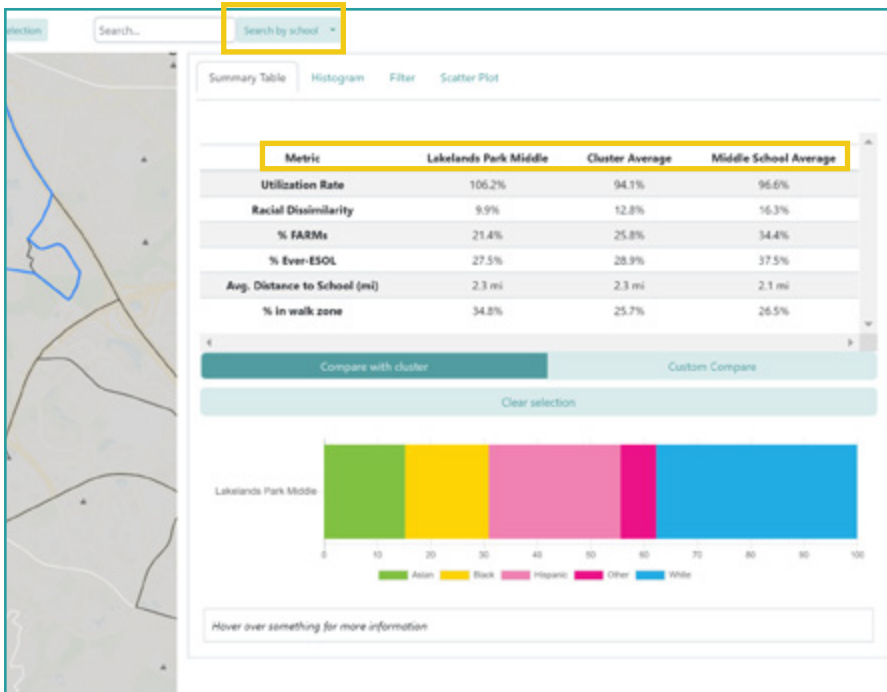 election
Search...
Search by school
Summary Table Histogram Filter Scatter Plot
Metric Lakelands Park Middle Cluster Average Middle School Average
Utilization Rate 106.2% 94.1% 96.6%
Racial Dissimilarity 9.9% 12.8% 16.3%
% FARMs 21.4% 25.8% 34.4%
% Ever-ESOL 27.5% 28.9% 37.5%
Avg. Distance to School (mi) 2.3 mi 2.3 mi 2.1 mi
% in walk zone 34.8% 25.7% 26.5%
Compare with cluster Custom Compare
Clear selection
Lakelands Park Middle
0 10 20 30 40 50 60 70 80 90 100
Asian Black Hispanic Other White
Hover over something for more information